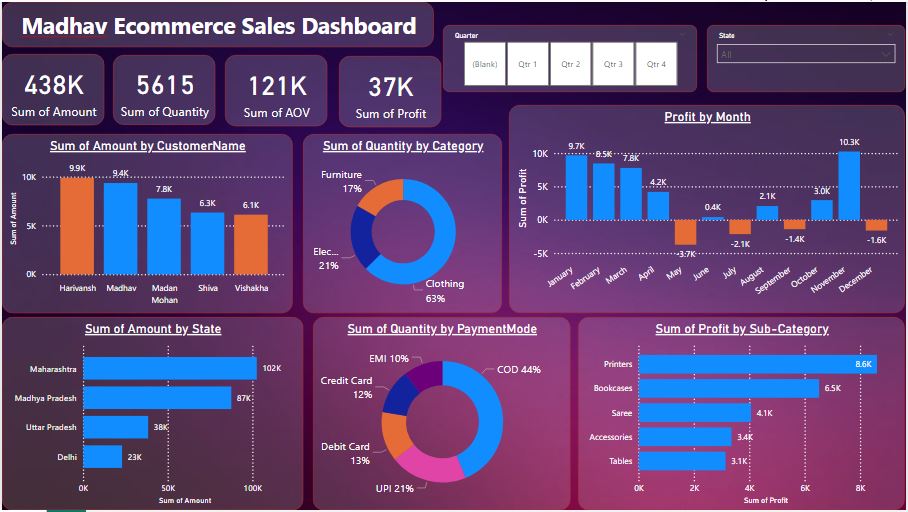 Madhav Ecommerce Sales Dashboard
Quarter
(Blank) Qtr 1 Qtr 2 Qtr 3 Qtr 4
State
All
438K
Sum of Amount
5615
Sum of Quantity
121K
Sum of AOV
37K
Sum of Profit
Sum of Amount by CustomerName
Sum of Amount
10K
5K
0K
9.9K
9.4K
7.8K
6.3K
6.1K
Harivansh
Madhav
Madan
Mohan
Shiva
Vishakha
Sum of Quantity by Category
Furniture
17%
Elec...
21%
Clothing
63%
Profit by Month
Sum of Profit
10K
5K
0K
-5K
9.7K
8.5K
7.8K
4.2K
-3.7K
0.4K
-2.1K
2.1K
-1.4K
3.0K
10.3K
-1.6K
January
February
March
April
May
June
July
August
September
October
November
December
Sum of Amount by State
Maharashtra 102K
Madhya Pradesh 87K
Uttar Pradesh 38K
Delhi 23K
0K 50K 100K
Sum of Amount
Sum of Quantity by PaymentMode
EMI 10%
COD 44%
Credit Card
12%
Debit Card
13%
UPI 21%
Sum of Profit by Sub-Category
Printers 8.6K
Bookcases 6.5K
Saree 4.1K
Accessories 3.4K
Tables 3.1K
0K 2K 4K 6K 8K
Sum of Profit